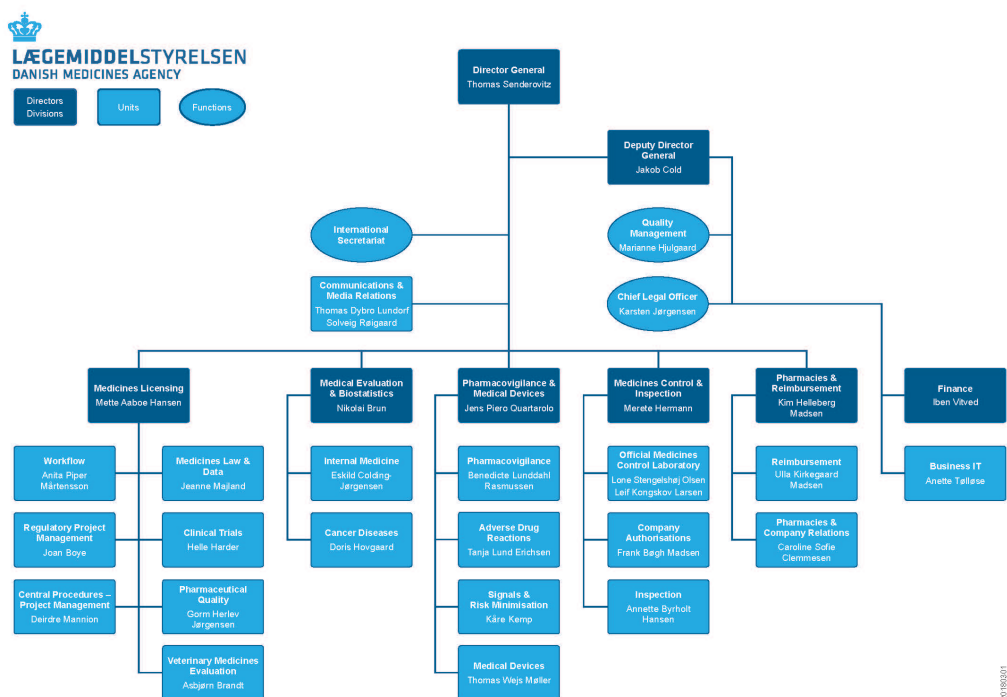 LÆGEMIDDELSTYRELSEN
DANISH MEDICINES AGENCY
Directors
Divisions
Units
Functions
Director General
Thomas Senderovitz
Deputy Director
General
Jakob Cold
International
Secretariat
Quality
Management
Marianne Hjulgaard
Communications &
Media Relations
Thomas Dybro Lundorf
Solveig Røigaard
Chief Legal Officer
Karsten Jørgensen
Medicines Licensing
Mette Aaboe Hansen
Medical Evaluation
& Biostatistics
Nikolai Brun
Pharmacovigilance &
Medical Devices
Jens Piero Quartarolo
Medicines Control &
Inspection
Merete Hermann
Pharmacies &
Reimbursement
Kim Helleberg
Madsen
Finance
Iben Vitved
Workflow
Anita Piper
Mårtensson
Medicines Law &
Data
Jeanne Majland
Internal Medicine
Eskild Colding-
Jørgensen
Pharmacovigilance
Benedicte Lunddahl
Rasmussen
Official Medicines
Control Laboratory
Lone Stengelshøj Olsen
Leif Kongskov Larsen
Reimbursement
Ulla Kirkegaard
Madsen
Business IT
Anette Tølløse
Regulatory Project
Management
Joan Boye
Clinical Trials
Helle Harder
Cancer Diseases
Doris Hovgaard
Adverse Drug
Reactions
Tanja Lund Erichsen
Company
Authorisations
Frank Bøgh Madsen
Pharmacies &
Company Relations
Caroline Sofie
Clemmesen
Central Procedures –
Project Management
Deirdre Mannion
Pharmaceutical
Quality
Gorm Herlev
Jørgensen
Signals &
Risk Minimisation
Kåre Kemp
Inspection
Annette Byrholt
Hansen
Veterinary Medicines
Evaluation
Asbjørn Brandt
Medical Devices
Thomas Wejs Møller